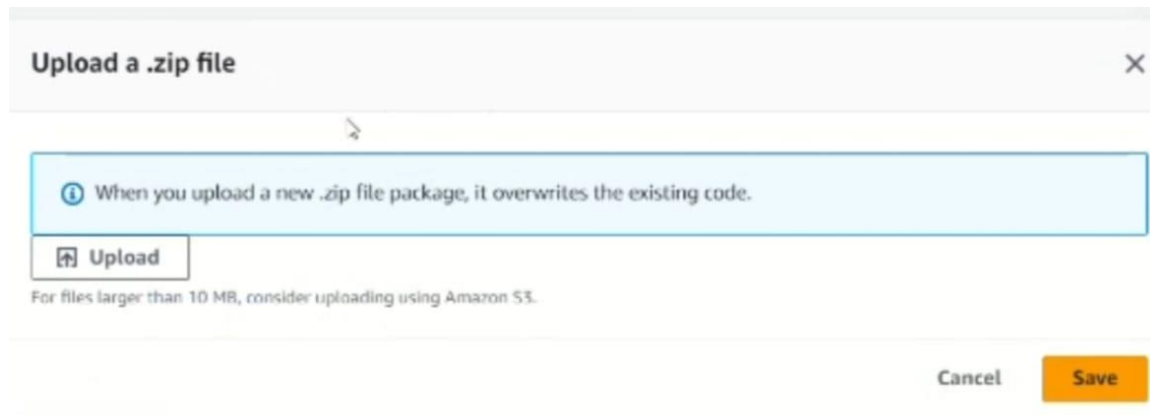 Upload a .zip file
When you upload a new .zip file package, it overwrites the existing code.
Upload
For files larger than 10 MB, consider uploading using Amazon S3.
Cancel
Save